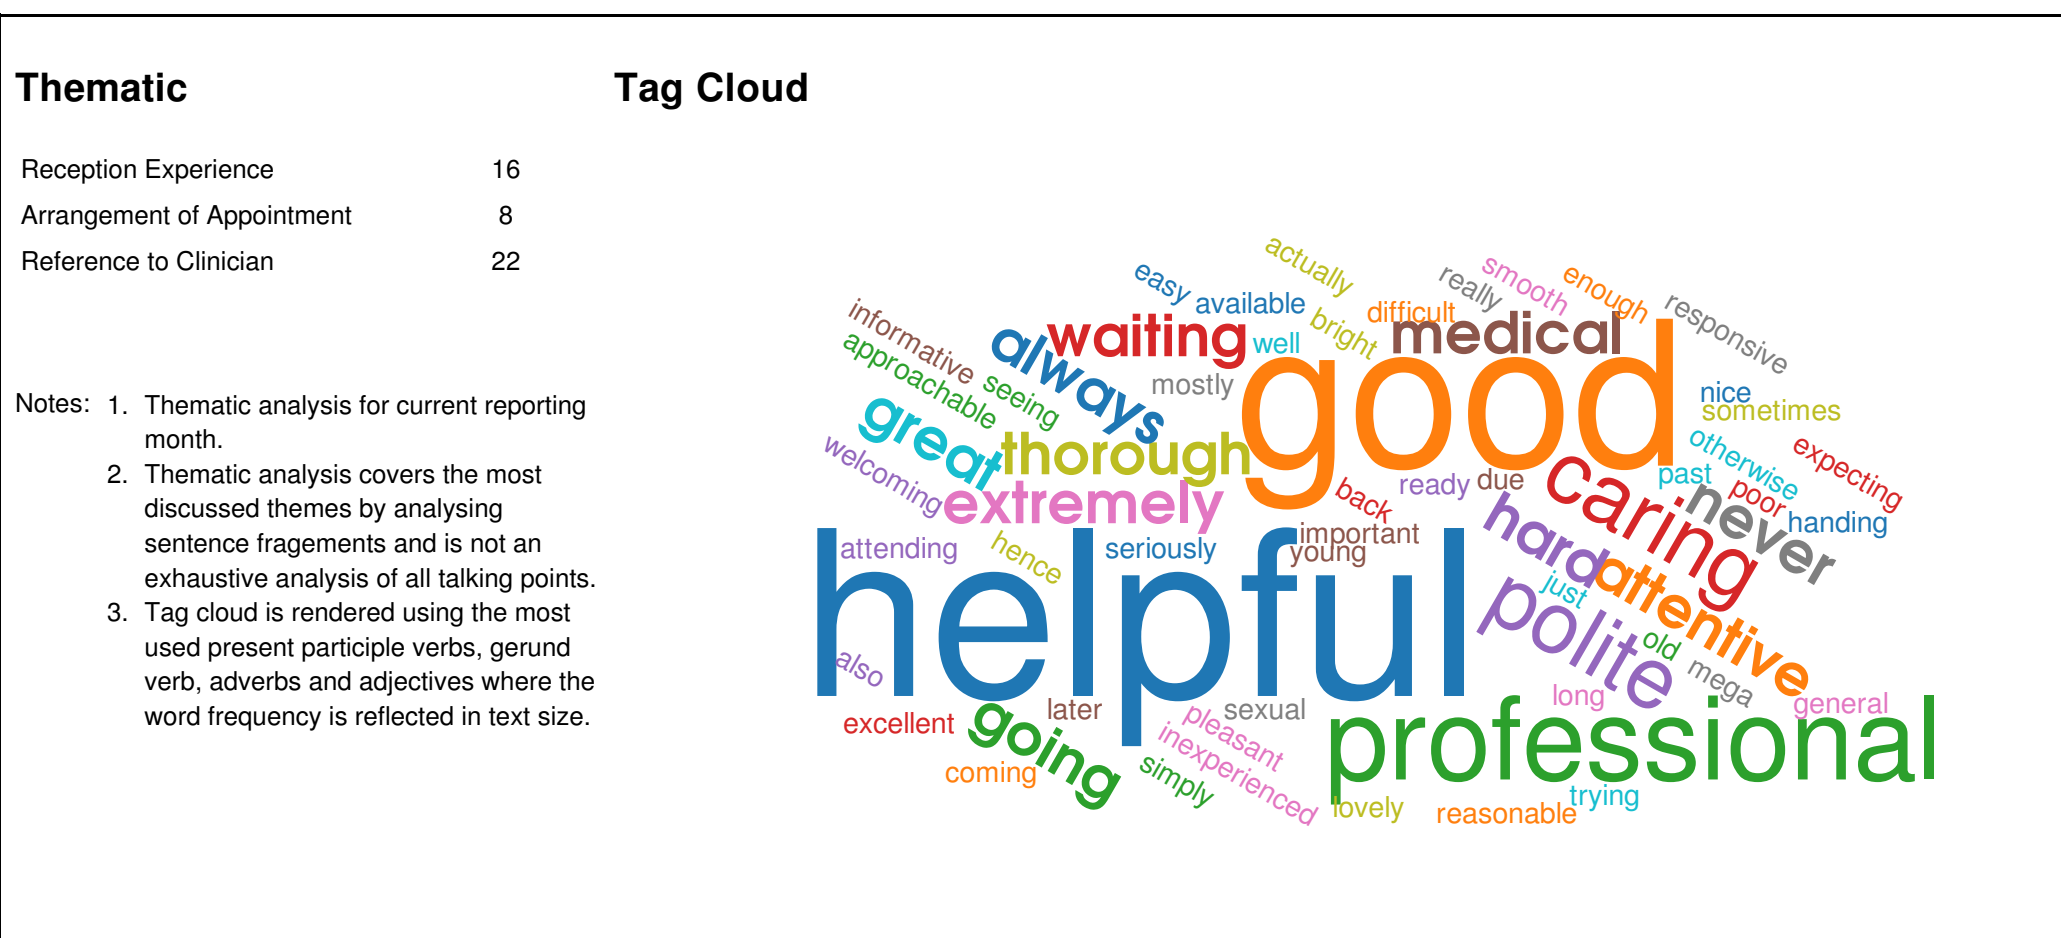 Thematic
Tag Cloud
Reception Experience 16
Arrangement of Appointment 8
Reference to Clinician 22
Notes: 1. Thematic analysis for current reporting
month.
2. Thematic analysis covers the most
discussed themes by analysing
sentence fragements and is not an
exhaustive analysis of all talking points.
3. Tag cloud is rendered using the most
used present participle verbs, gerund
verb, adverbs and adjectives where the
word frequency is reflected in text size.
actually
easy
available
really
smooth
enough
responsive
informative
approachable
seeing
always
waiting
well
bright
difficult
medical
mostly
good
nice
sometimes
great
thorough
welcoming
extremely
back
ready
due
caring
past
otherwise
expecting
poor
never
handing
attending
hence
seriously
important
young
hard
attentive
just
helpful
polite
old
mega
also
long
general
excellent
going
later
sexual
pleasant
inexperienced
professional
coming
simply
lovely
reasonable
trying